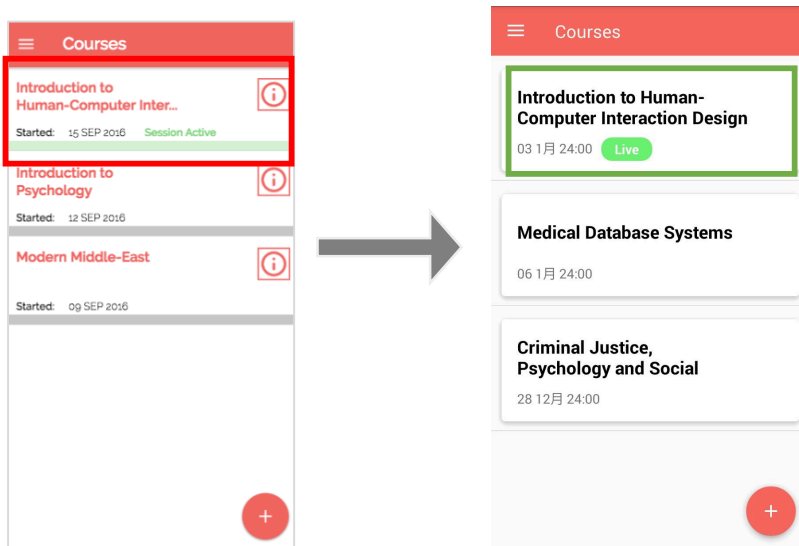 Courses
Introduction to
Human-Computer Inter...
Started: 15 SEP 2016 Session Active
Introduction to
Psychology
Started: 12 SEP 2016
Modern Middle-East
Started: 09 SEP 2016
+
Courses
Introduction to Human-
Computer Interaction Design
03 1月 24:00 Live
Medical Database Systems
06 1月 24:00
Criminal Justice,
Psychology and Social
28 12月 24:00
+